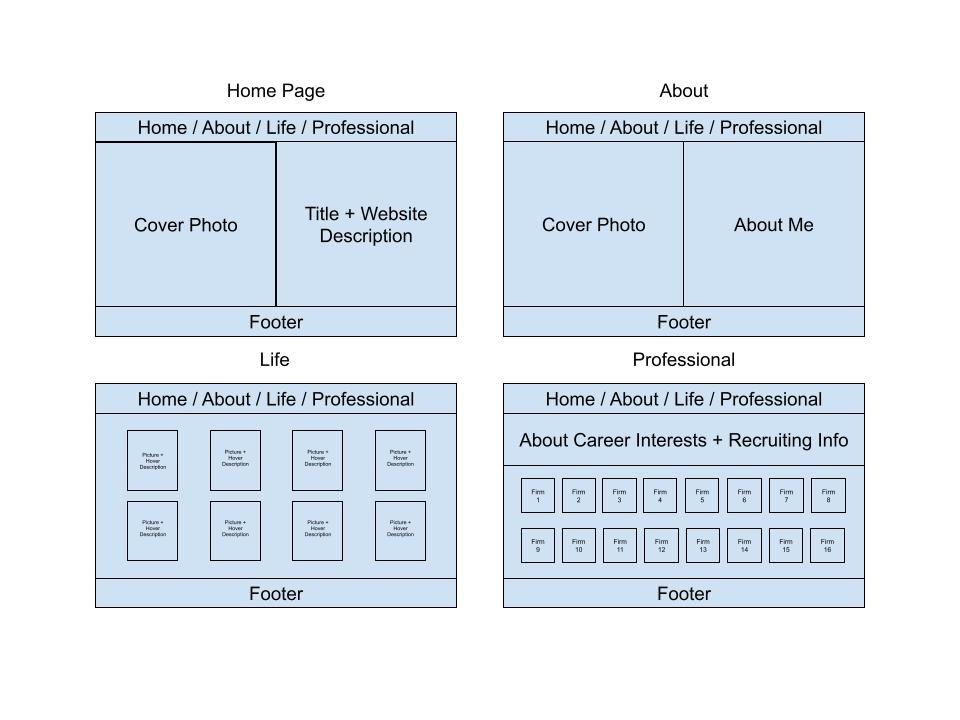 Home Page
Home / About / Life / Professional
Cover Photo
Title + Website
Description
Footer
About
Home / About / Life / Professional
Cover Photo
About Me
Footer
Life
Home / About / Life / Professional
Picture +
Hover
Description
Picture +
Hover
Description
Picture +
Hover
Description
Picture +
Hover
Description
Picture +
Hover
Description
Picture +
Hover
Description
Picture +
Hover
Description
Picture +
Hover
Description
Footer
Professional
Home / About / Life / Professional
About Career Interests + Recruiting Info
Firm
1
Firm
2
Firm
3
Firm
4
Firm
5
Firm
6
Firm
7
Firm
8
Firm
9
Firm
10
Firm
11
Firm
12
Firm
13
Firm
14
Firm
15
Firm
16
Footer